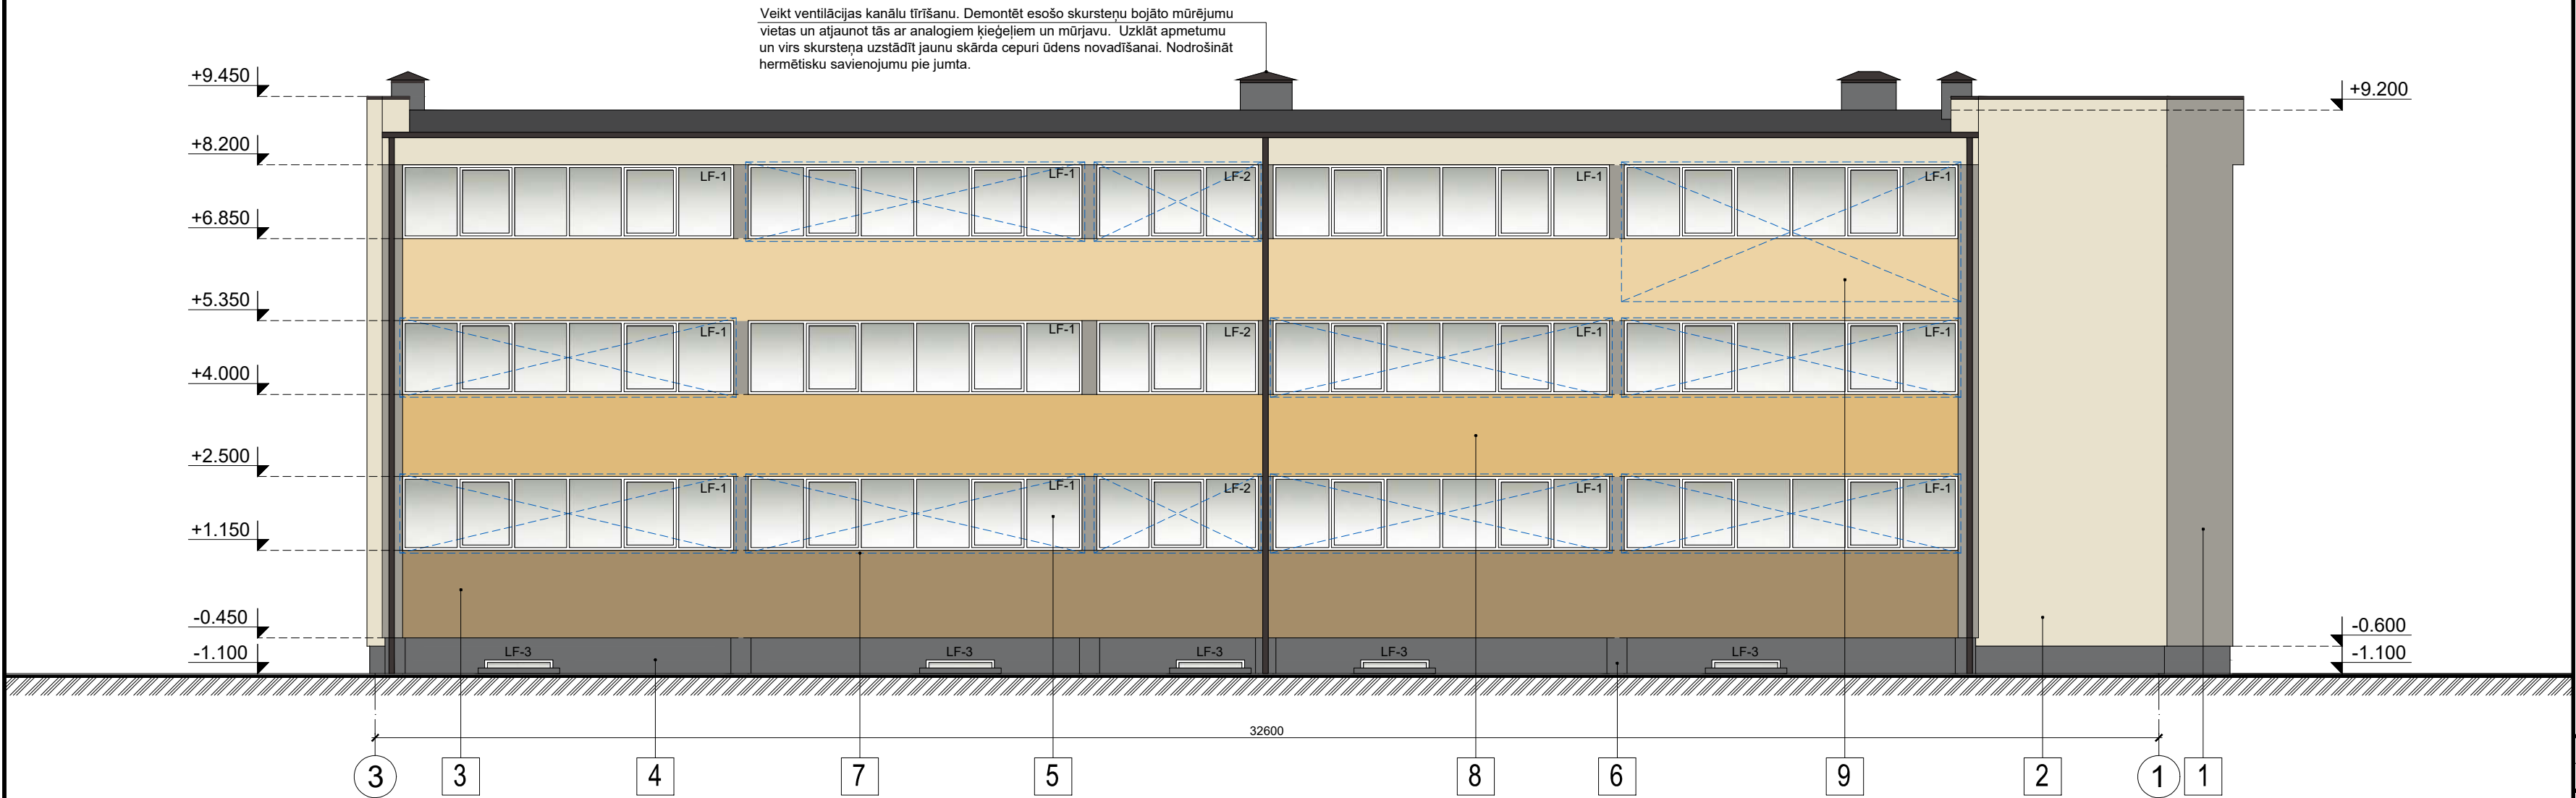 Veikt ventilācijas kanālu tīrīšanu. Demontēt esošo skursteņu bojāto mūrējumu
vietas un atjaunot tās ar analogiem ķieģeļiem un mūrjavu. Uzklāt apmetumu
un virs skursteņa uzstādīt jaunu skārda cepuri ūdens novadīšanai. Nodrošināt
hermētisku savienojumu pie jumta.
+9.450
+9.200
+8.200
LF-1 LF-1 LF-2 LF-1 LF-1
+6.850
+5.350
LF-1 LF-1 LF-2 LF-1 LF-1
+4.000
+2.500
LF-1 LF-1 LF-2 LF-1 LF-1
+1.150
-0.450
-0.600
-1.100
LF-3 LF-3 LF-3 LF-3 LF-3
-1.100
32600
3 3 4 7 5 8 6 9 2 1 1